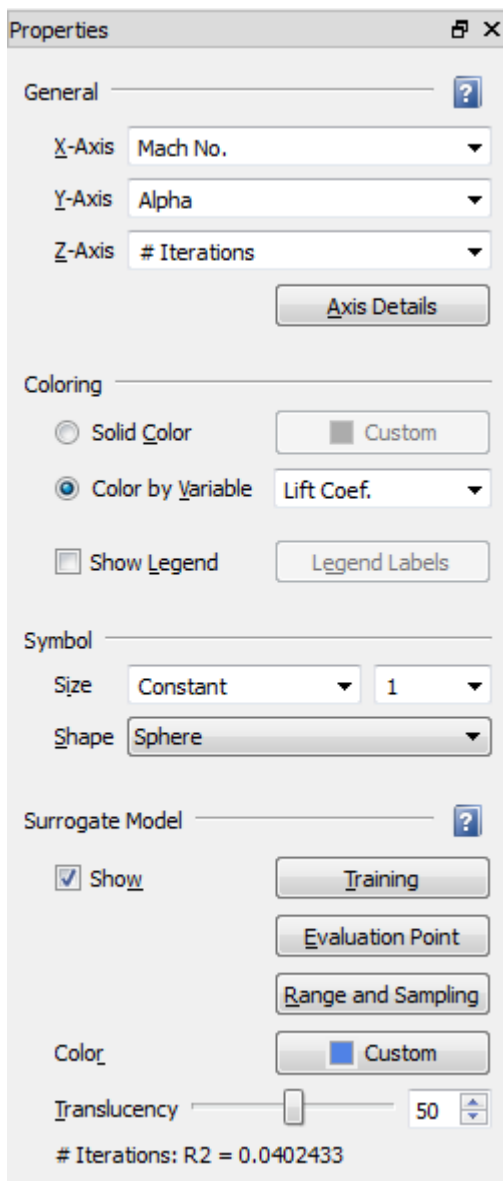 Properties
General ?
X-Axis Mach No.
Y-Axis Alpha
Z-Axis # Iterations
Axis Details
Coloring
Solid Color Custom
Color by Variable Lift Coef.
Show Legend Legend Labels
Symbol
Size Constant 1
Shape Sphere
Surrogate Model ?
Show Training
Evaluation Point
Range and Sampling
Color Custom
Translucency 50
# Iterations: R2 = 0.0402433